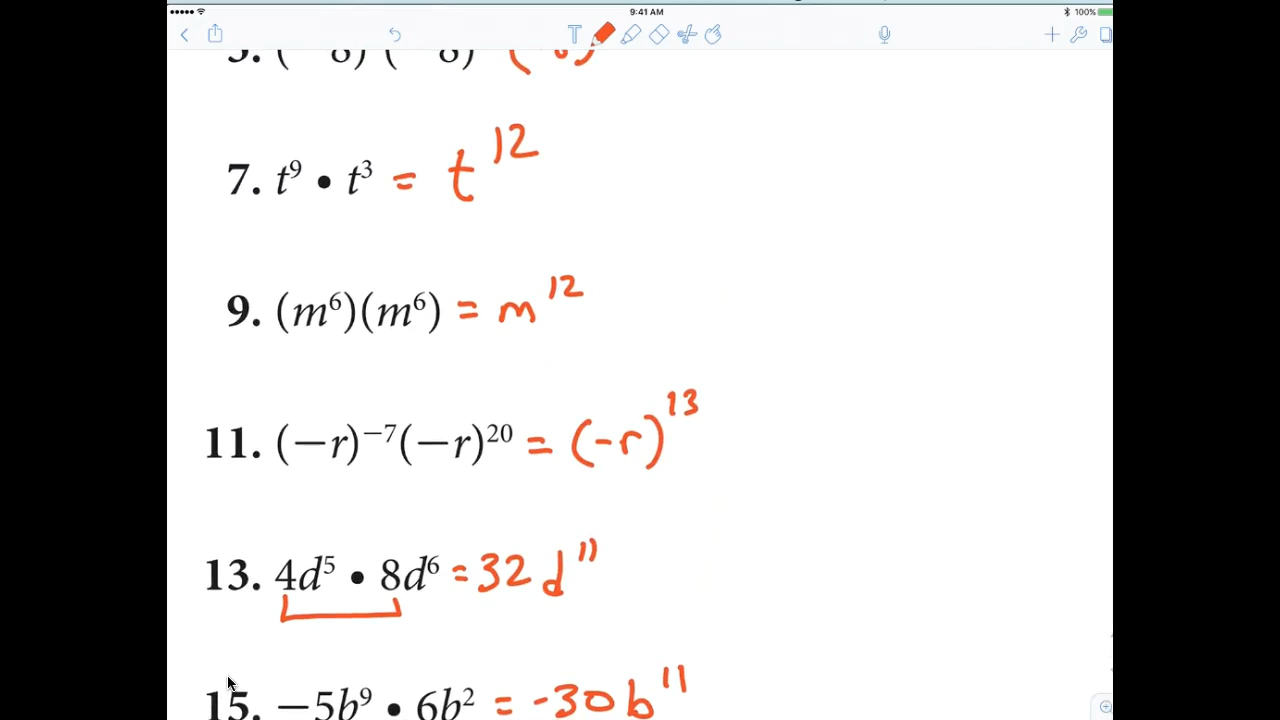 9:41 AM
100%
T
7. t⁹ • t³ = t¹²
9. (m⁶)(m⁶) = m¹²
11. (−r)⁻⁷(−r)²⁰ = (-r)¹³
13. 4d⁵ • 8d⁶ = 32d¹¹
15. −5b⁹ • 6b² = -30b¹¹